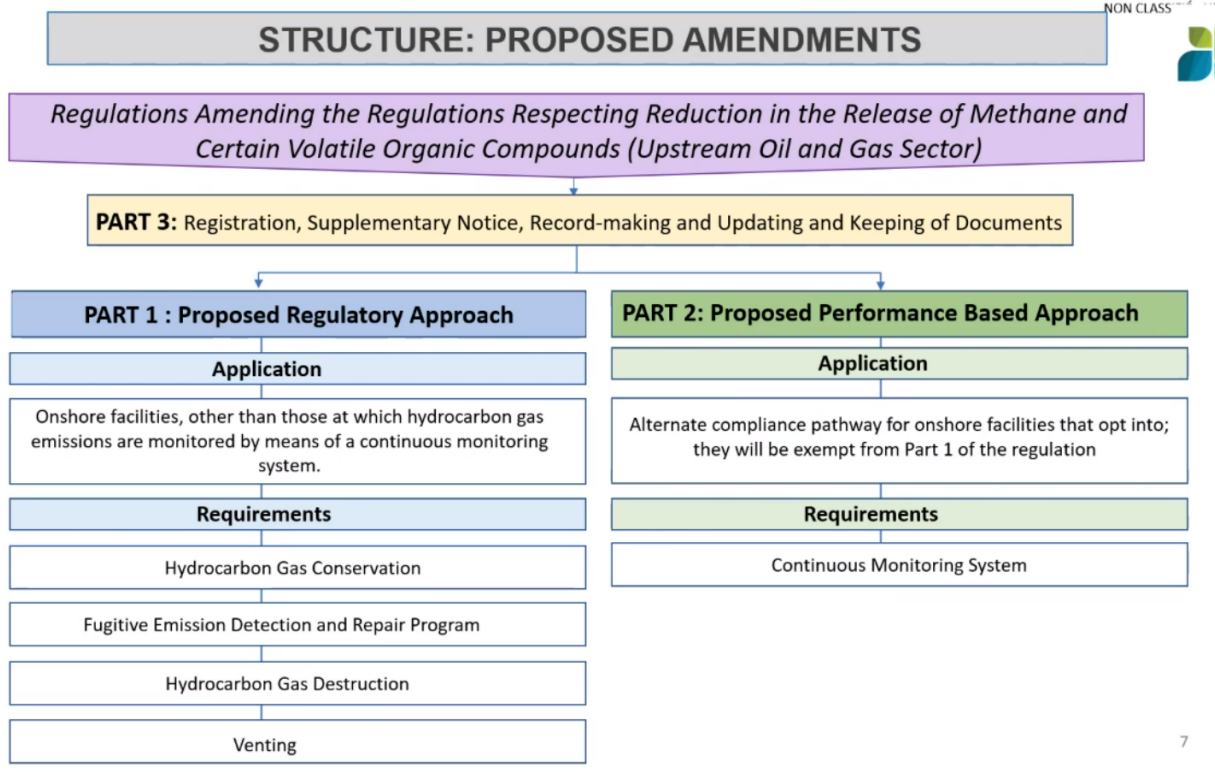 NON CLASS
STRUCTURE: PROPOSED AMENDMENTS
Regulations Amending the Regulations Respecting Reduction in the Release of Methane and
Certain Volatile Organic Compounds (Upstream Oil and Gas Sector)
PART 3: Registration, Supplementary Notice, Record-making and Updating and Keeping of Documents
PART 1 : Proposed Regulatory Approach
Application
Onshore facilities, other than those at which hydrocarbon gas
emissions are monitored by means of a continuous monitoring
system.
Requirements
Hydrocarbon Gas Conservation
Fugitive Emission Detection and Repair Program
Hydrocarbon Gas Destruction
Venting
PART 2: Proposed Performance Based Approach
Application
Alternate compliance pathway for onshore facilities that opt into;
they will be exempt from Part 1 of the regulation
Requirements
Continuous Monitoring System
7